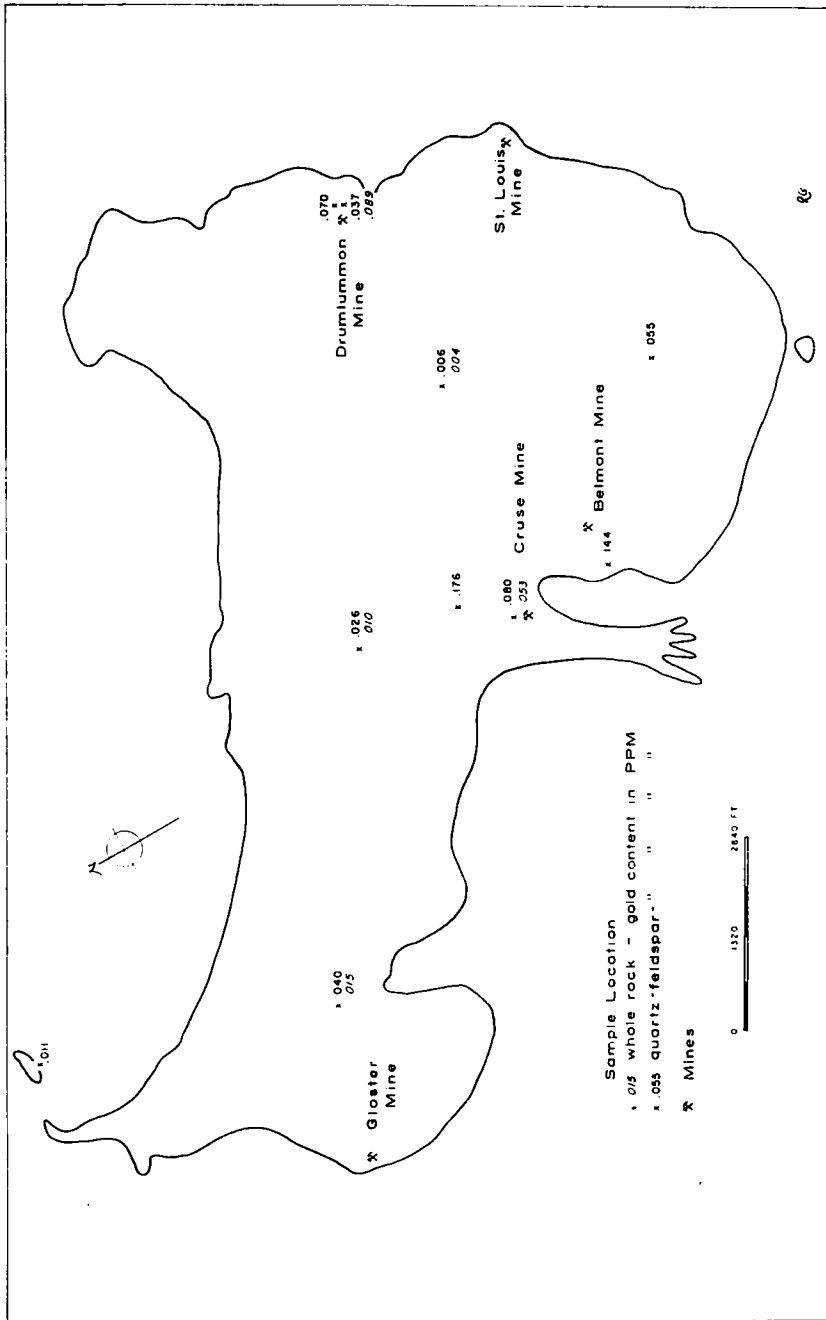 .011
N
.070
.037
.089
Drumlummon
Mine
St. Louis
Mine
.006
004
.055
Belmont Mine
.144
Cruse Mine
.080
053
.176
.026
010
.040
015
Gloster
Mine
Sample Location
x 015 whole rock - gold content in PPM
x .055 quartz-feldspar- " " " "
Mines
0 1320 2640 FT